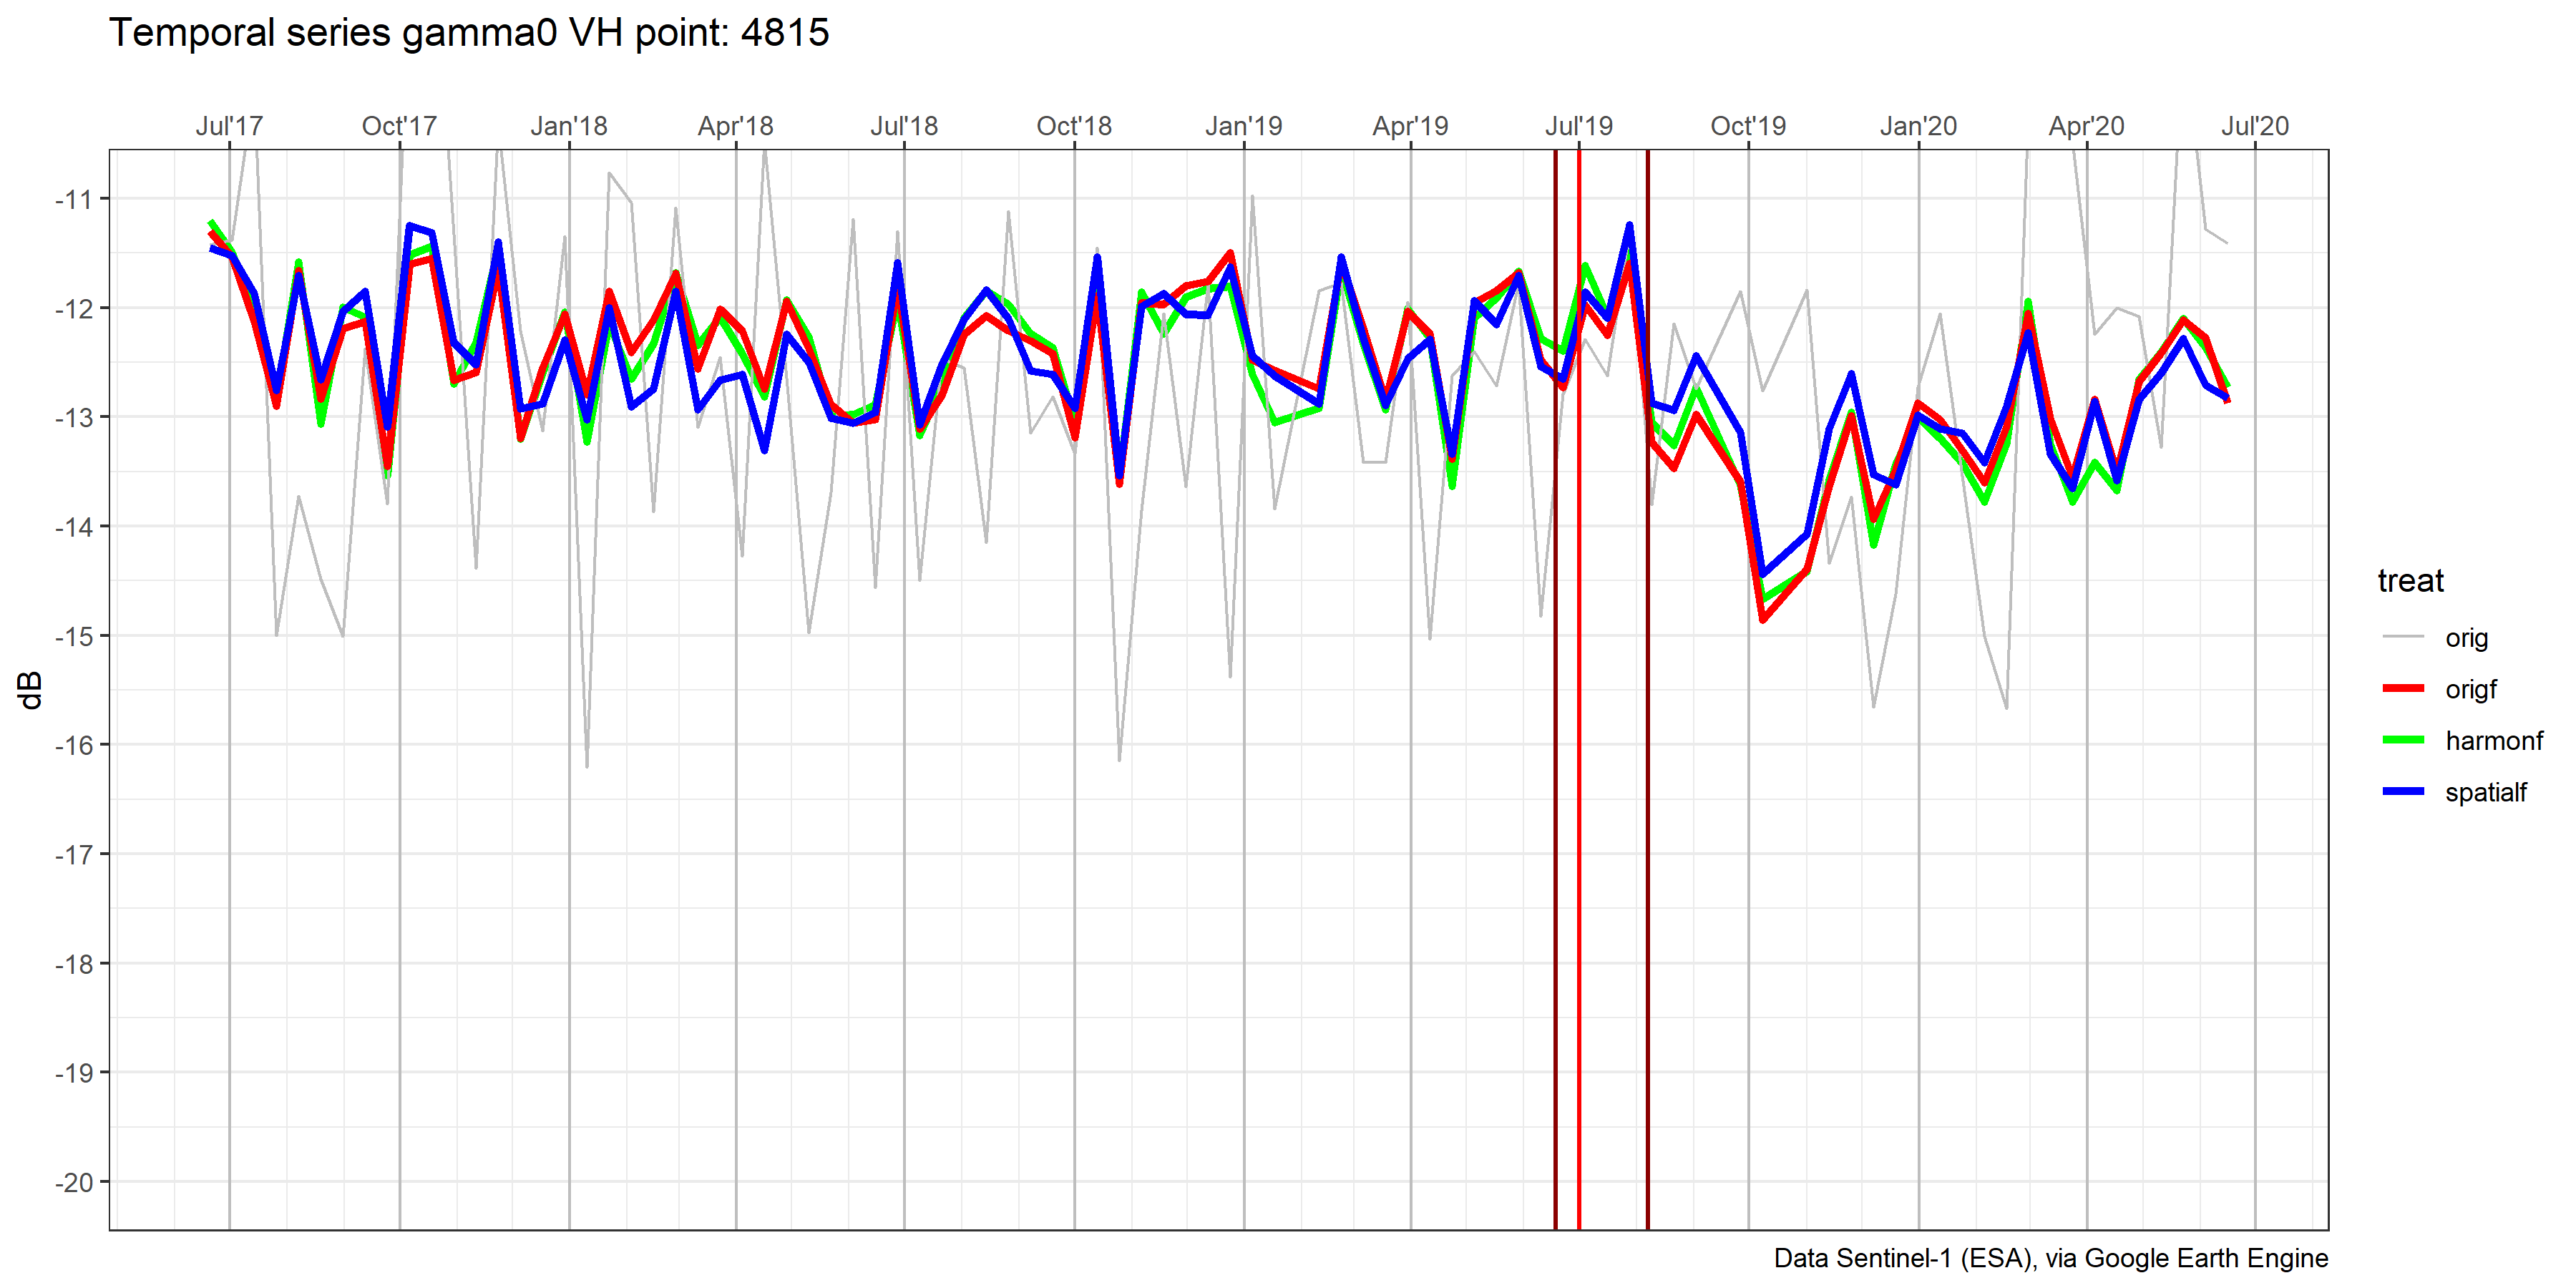 Temporal series gamma0 VH point: 4815
Jul'17 Oct'17 Jan'18 Apr'18 Jul'18 Oct'18 Jan'19 Apr'19 Jul'19 Oct'19 Jan'20 Apr'20 Jul'20
-11
-12
-13
-14
-15
-16
-17
-18
-19
-20
dB
treat
orig
origf
harmonf
spatialf
Data Sentinel-1 (ESA), via Google Earth Engine